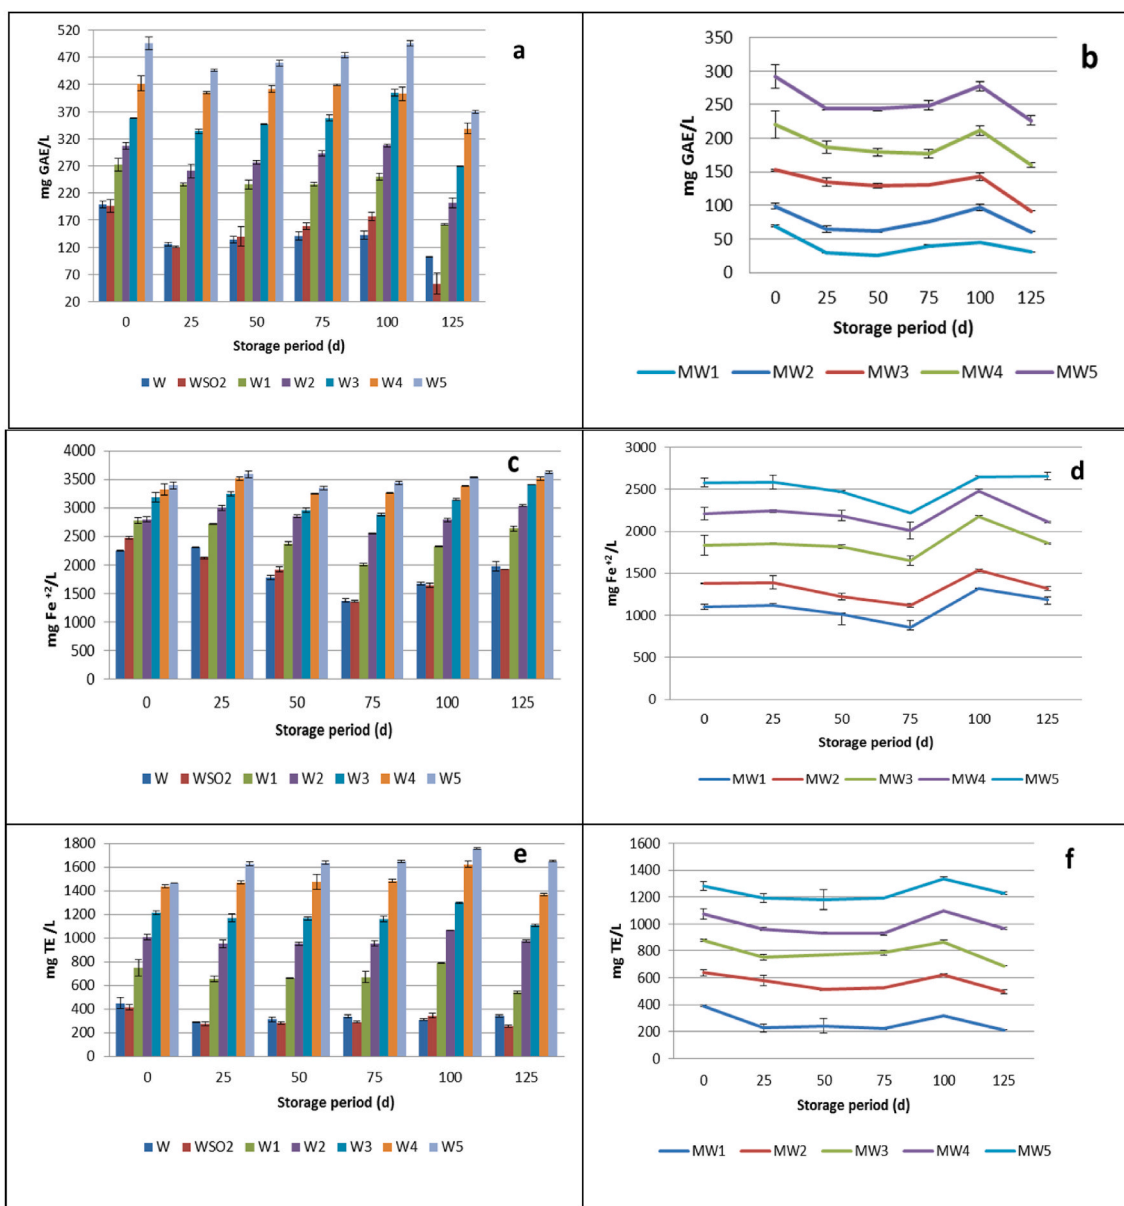 a
mg GAE/L
520
470
420
370
320
270
220
170
120
70
20
0 25 50 75 100 125
Storage period (d)
W WSO2 W1 W2 W3 W4 W5
b
mg GAE/L
350
300
250
200
150
100
50
0
0 25 50 75 100 125
Storage period (d)
MW1 MW2 MW3 MW4 MW5
c
mg Fe +2/L
4000
3500
3000
2500
2000
1500
1000
500
0
0 25 50 75 100 125
Storage period (d)
W WSO2 W1 W2 W3 W4 W5
d
mg Fe+2/L
3000
2500
2000
1500
1000
500
0
0 25 50 75 100 125
Storage period (d)
MW1 MW2 MW3 MW4 MW5
e
mg TE/L
1800
1600
1400
1200
1000
800
600
400
200
0
0 25 50 75 100 125
Storage period (d)
W WSO2 W1 W2 W3 W4 W5
f
mg TE/L
1600
1400
1200
1000
800
600
400
200
0
0 25 50 75 100 125
Storage period (d)
MW1 MW2 MW3 MW4 MW5